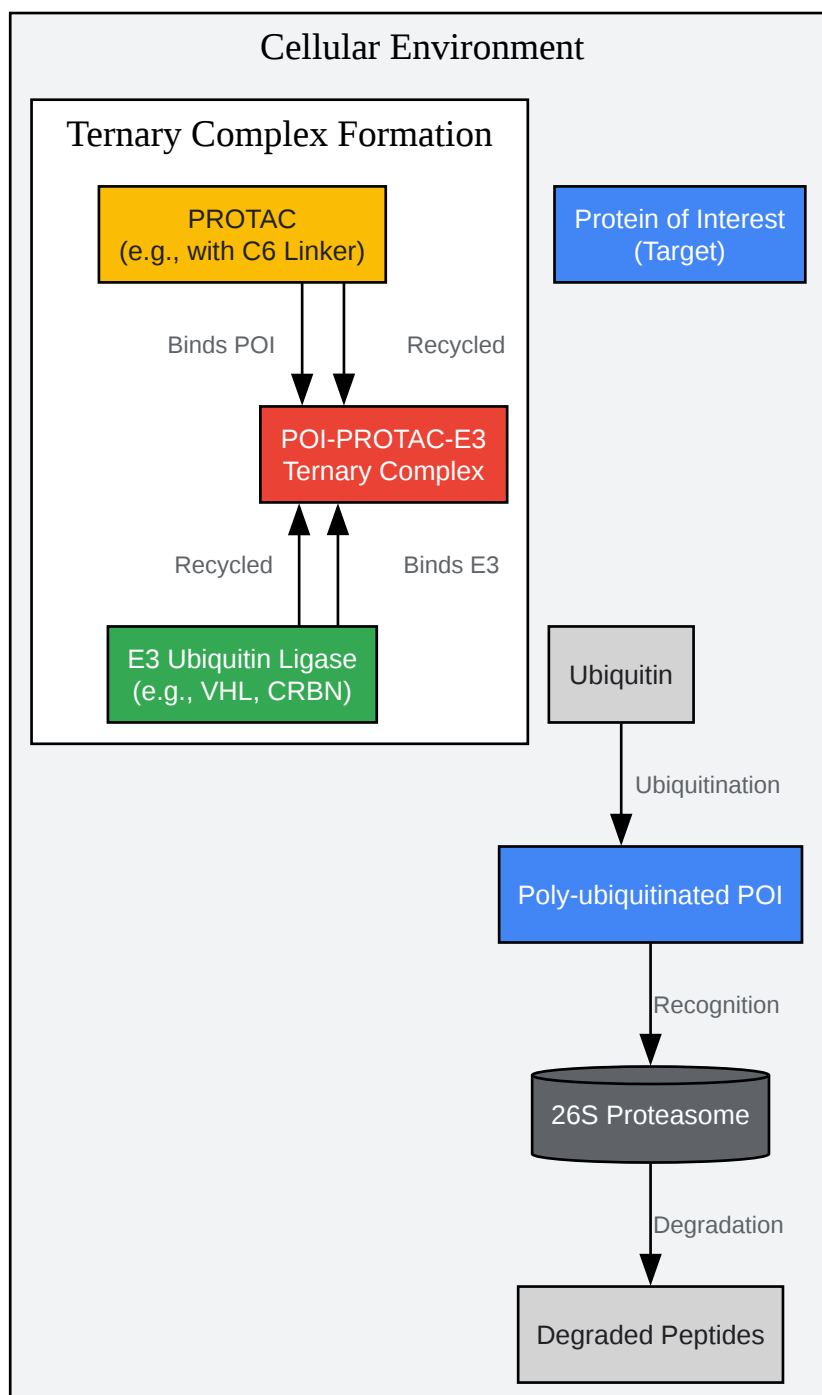 Cellular Environment
Ternary Complex Formation
PROTAC
(e.g., with C6 Linker)
Protein of Interest
(Target)
Binds POI
Recycled
POI-PROTAC-E3
Ternary Complex
Recycled
Binds E3
E3 Ubiquitin Ligase
(e.g., VHL, CRBN)
Ubiquitin
Ubiquitination
Poly-ubiquitinated POI
Recognition
26S Proteasome
Degradation
Degraded Peptides